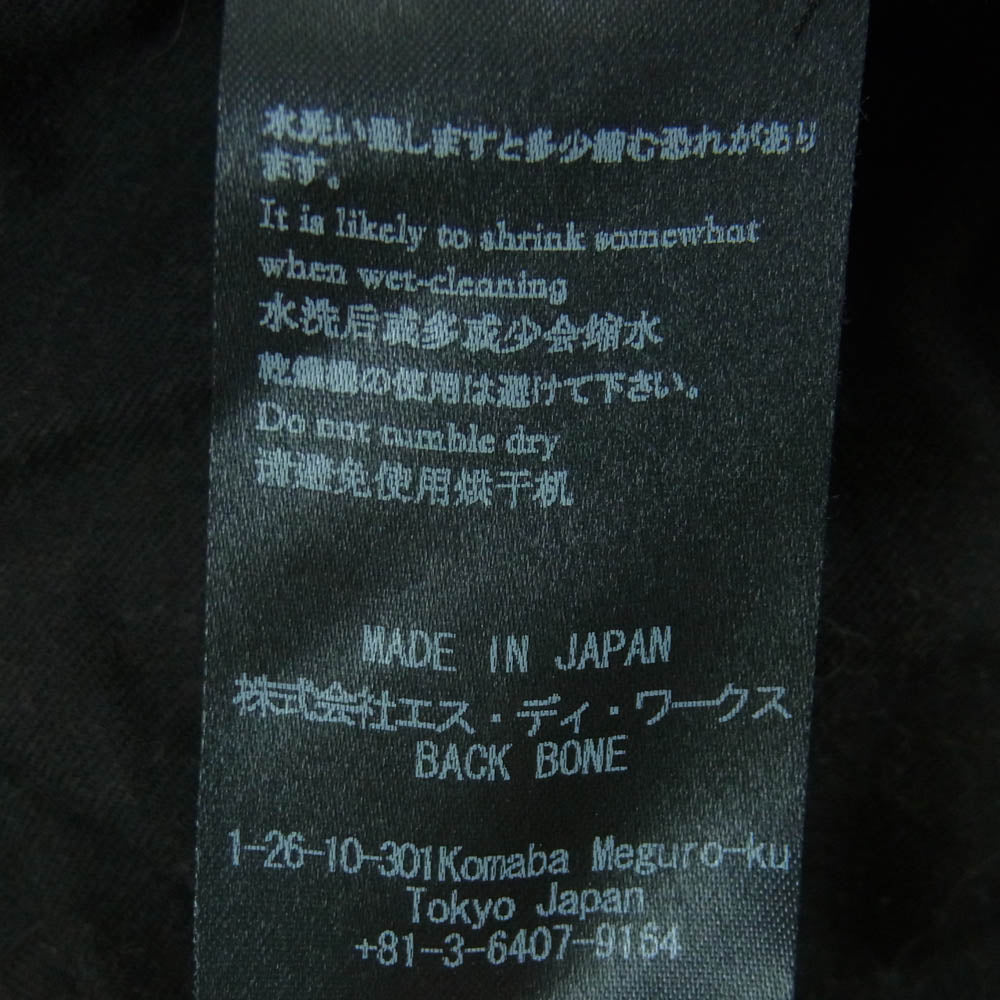 水洗い致しますと多少縮む恐れがあり
ます。
It is likely to shrink somewhat
when wet-cleaning
水洗后或多或少会缩水
乾燥機の使用は避けて下さい。
Do not tumble dry
请避免使用烘干机
MADE IN JAPAN
株式会社エス・ディ・ワークス
BACK BONE
1-26-10-301Komaba Meguro-ku
Tokyo Japan
+81-3-6407-9164